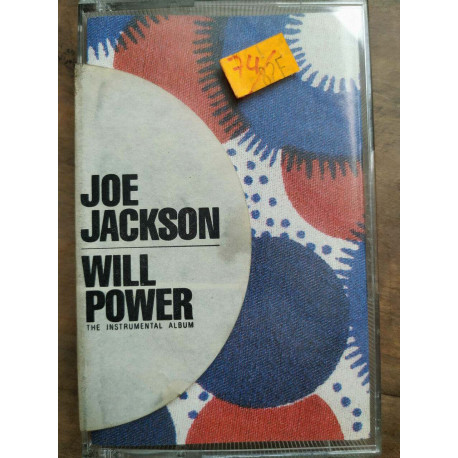 JOE
JACKSON
WILL
POWER
THE INSTRUMENTAL ALBUM